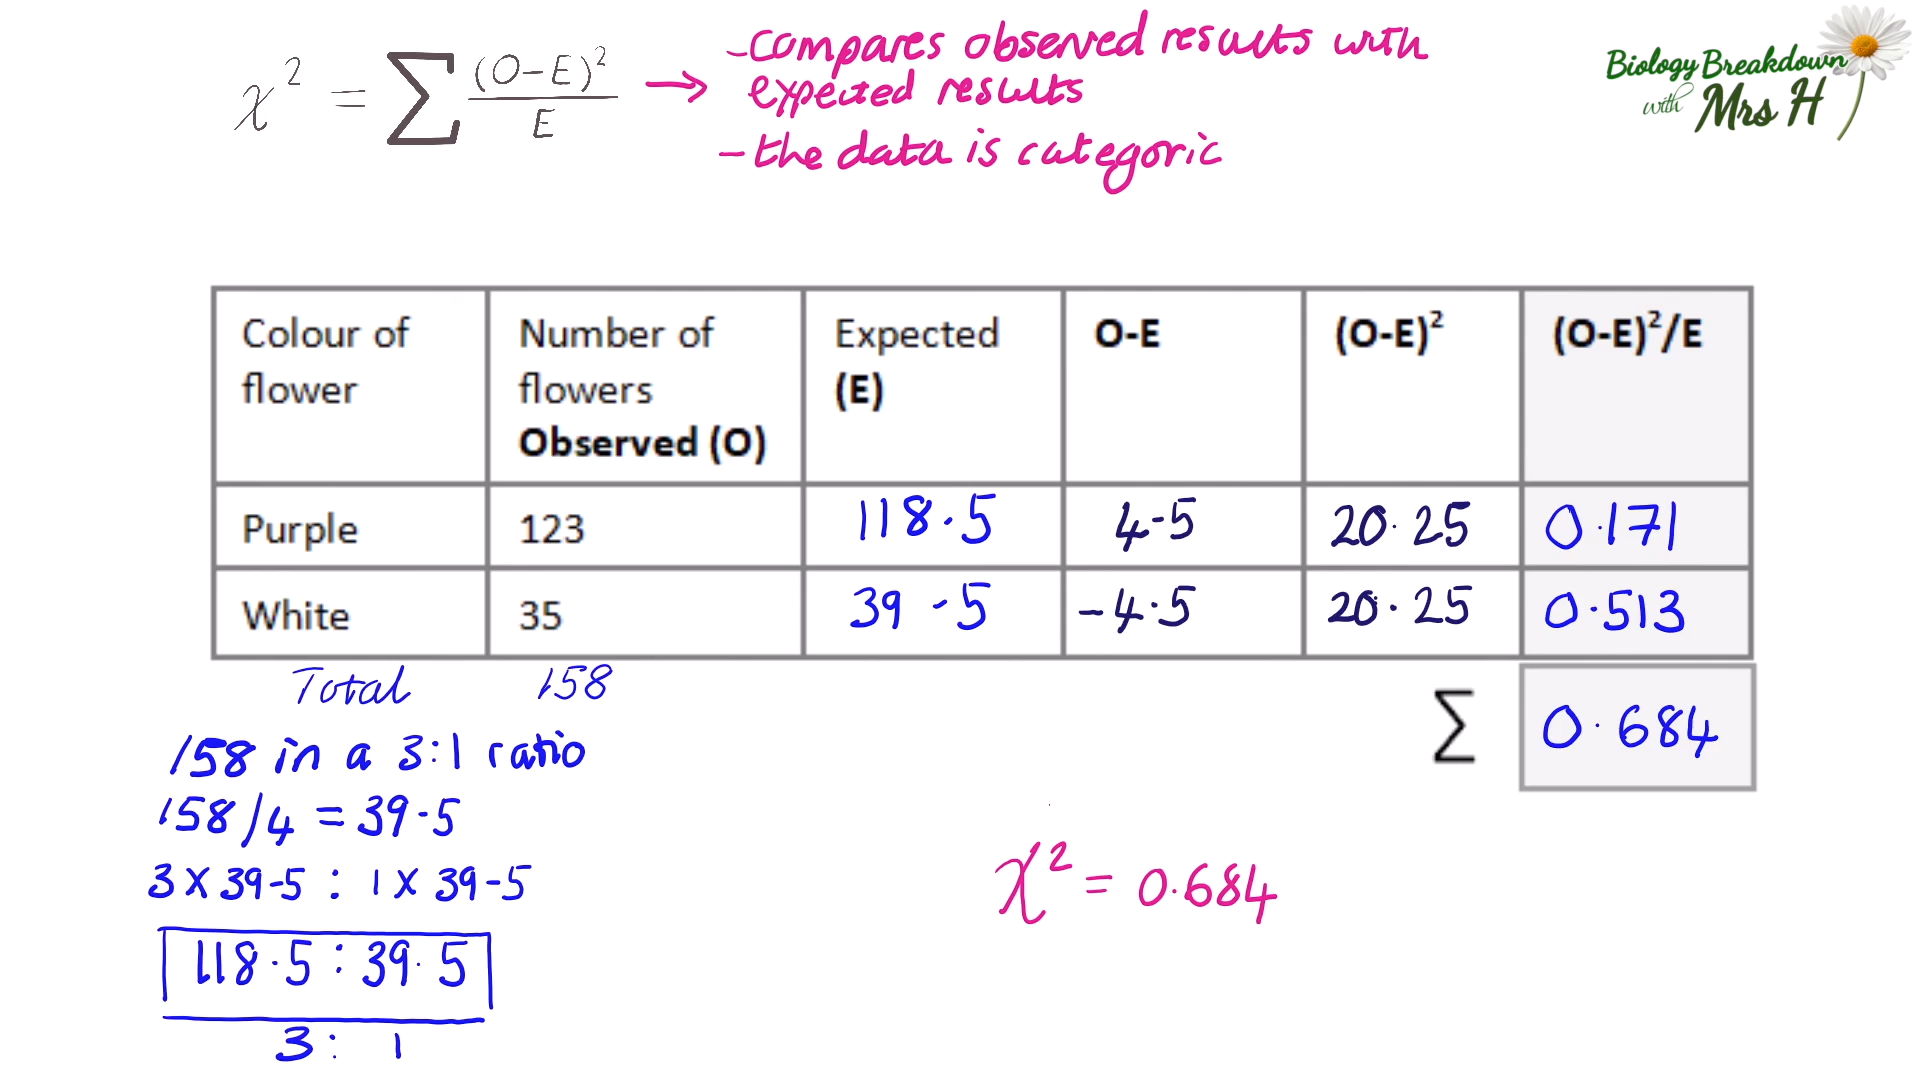 χ² = ∑ (O-E)² / E → -compares observed results with
expected results
- the data is categoric
Biology Breakdown
with Mrs H
Colour of flower | Number of flowers Observed (O) | Expected (E) | O-E | (O-E)² | (O-E)²/E
Purple | 123 | 118.5 | 4.5 | 20.25 | 0.171
White | 35 | 39.5 | -4.5 | 20.25 | 0.513
Total 158
∑ 0.684
158 in a 3:1 ratio
158/4 = 39.5
3 x 39.5 : 1 x 39.5
118.5 : 39.5
3 : 1
χ² = 0.684